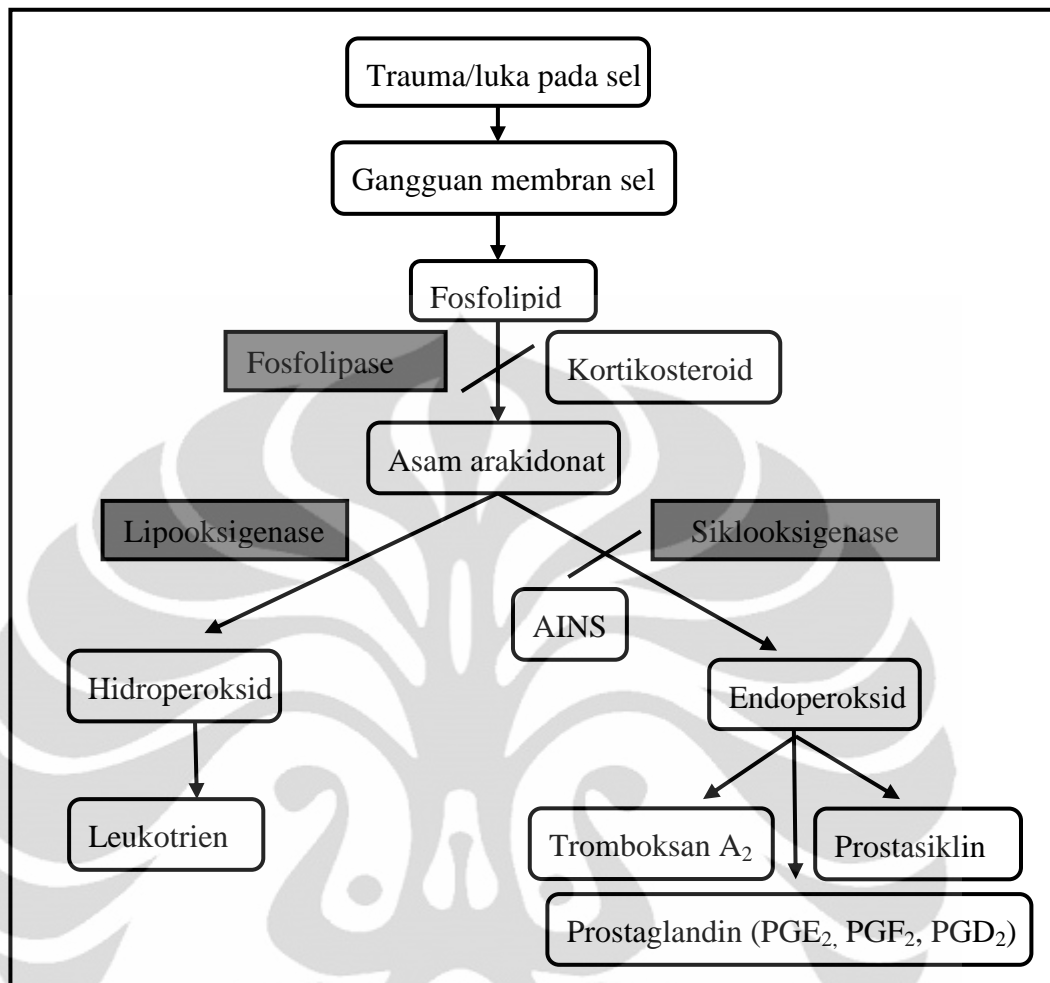 Trauma/luka pada sel
Gangguan membran sel
Fosfolipid
Fosfolipase
Kortikosteroid
Asam arakidonat
Lipooksigenase
Siklooksigenase
AINS
Hidroperoksid
Endoperoksid
Leukotrien
Tromboksan A₂
Prostasiklin
Prostaglandin (PGE₂, PGF₂, PGD₂)